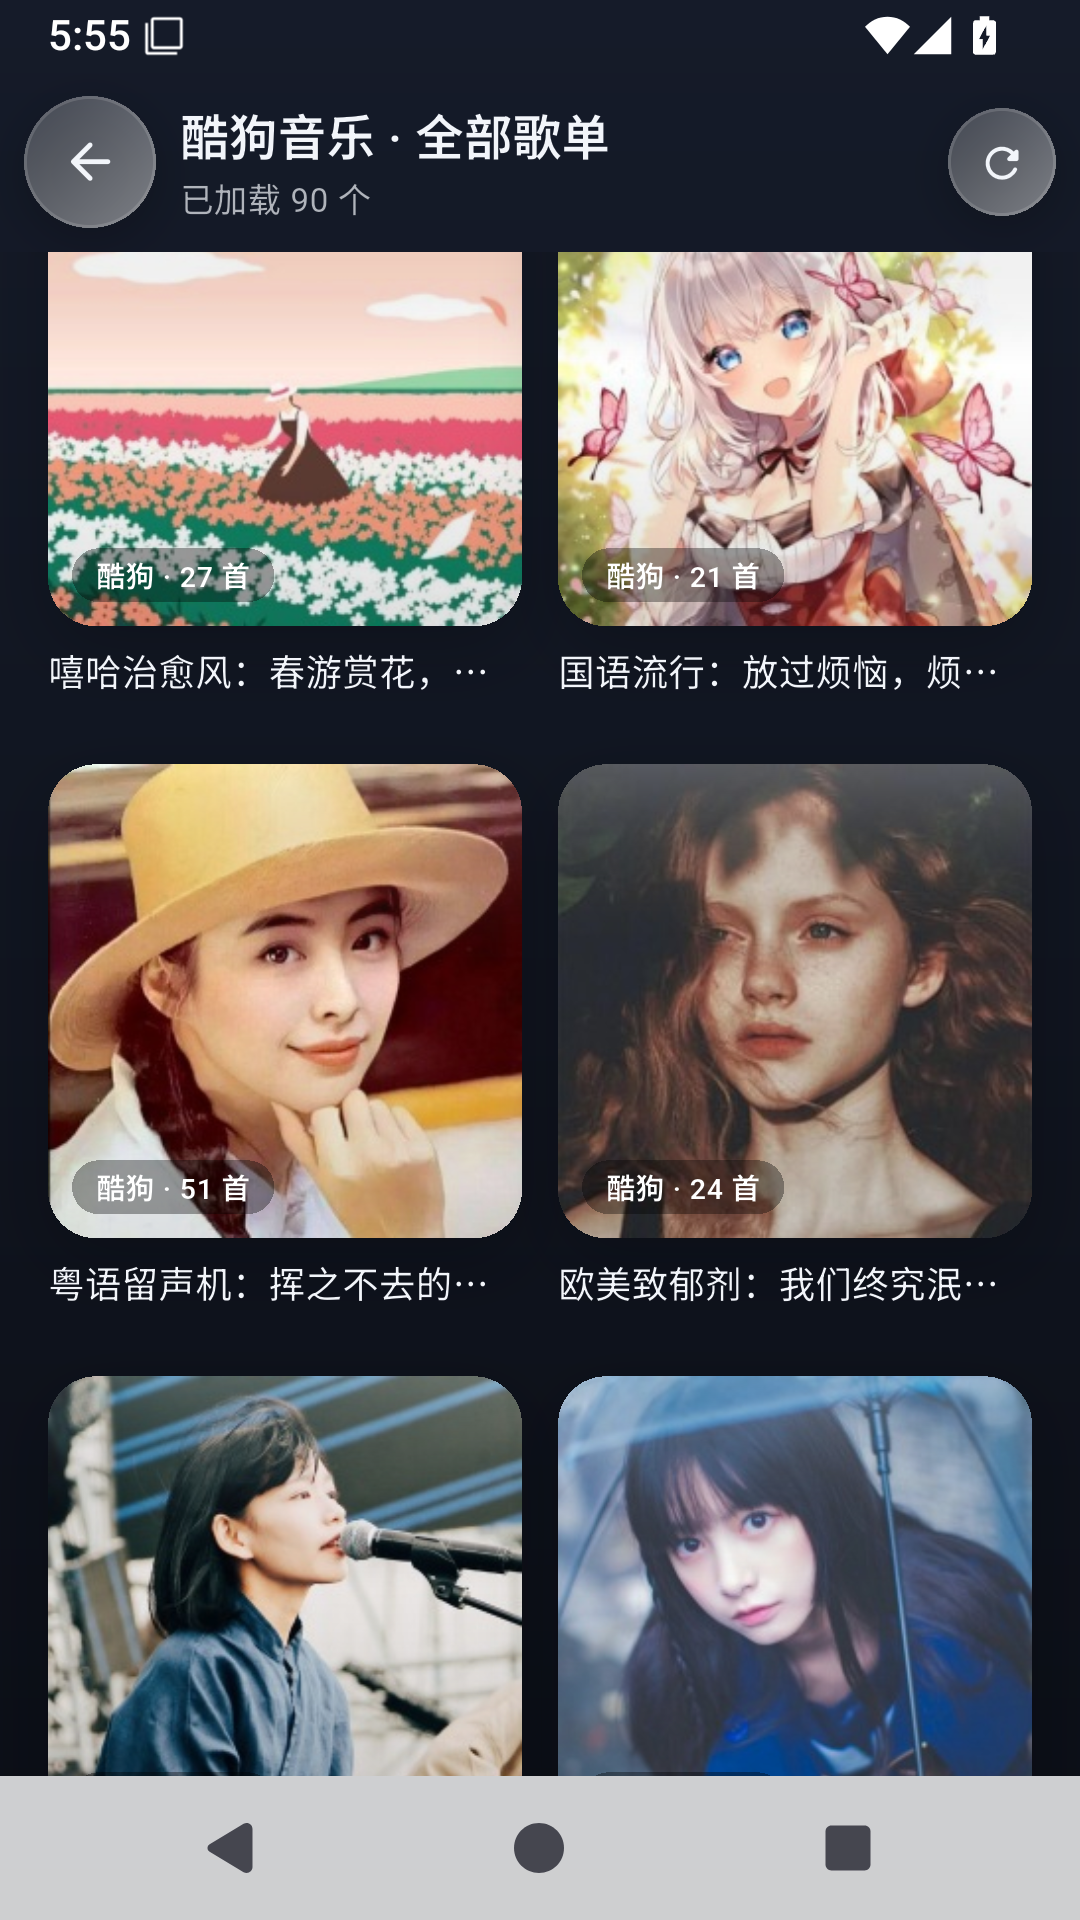 5:55
酷狗音乐 · 全部歌单
已加载 90 个
酷狗 · 27 首
酷狗 · 21 首
嘻哈治愈风：春游赏花，…
国语流行：放过烦恼，烦…
酷狗 · 51 首
酷狗 · 24 首
粤语留声机：挥之不去的…
欧美致郁剂：我们终究泯…